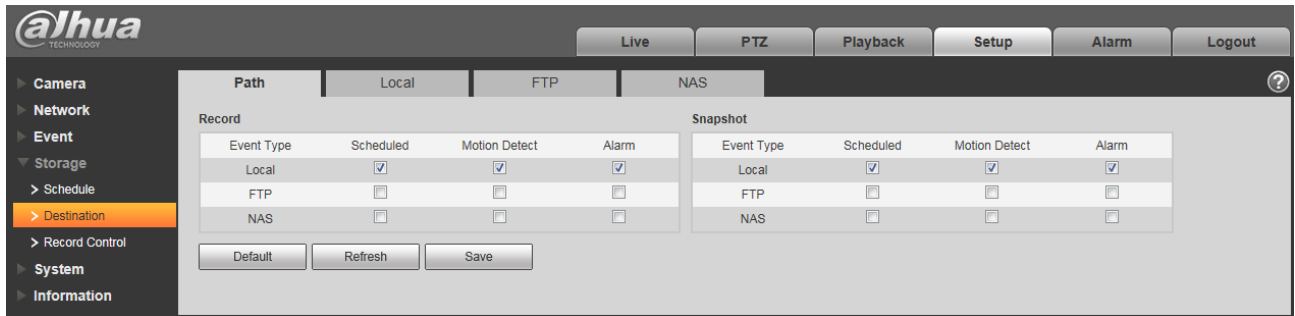 alhua
TECHNOLOGY
Live PTZ Playback Setup Alarm Logout
Camera
Network
Event
Storage
> Schedule
> Destination
> Record Control
System
Information
Path Local FTP NAS ?
Record
Event Type Scheduled Motion Detect Alarm
Local
FTP
NAS
Snapshot
Event Type Scheduled Motion Detect Alarm
Local
FTP
NAS
Default Refresh Save